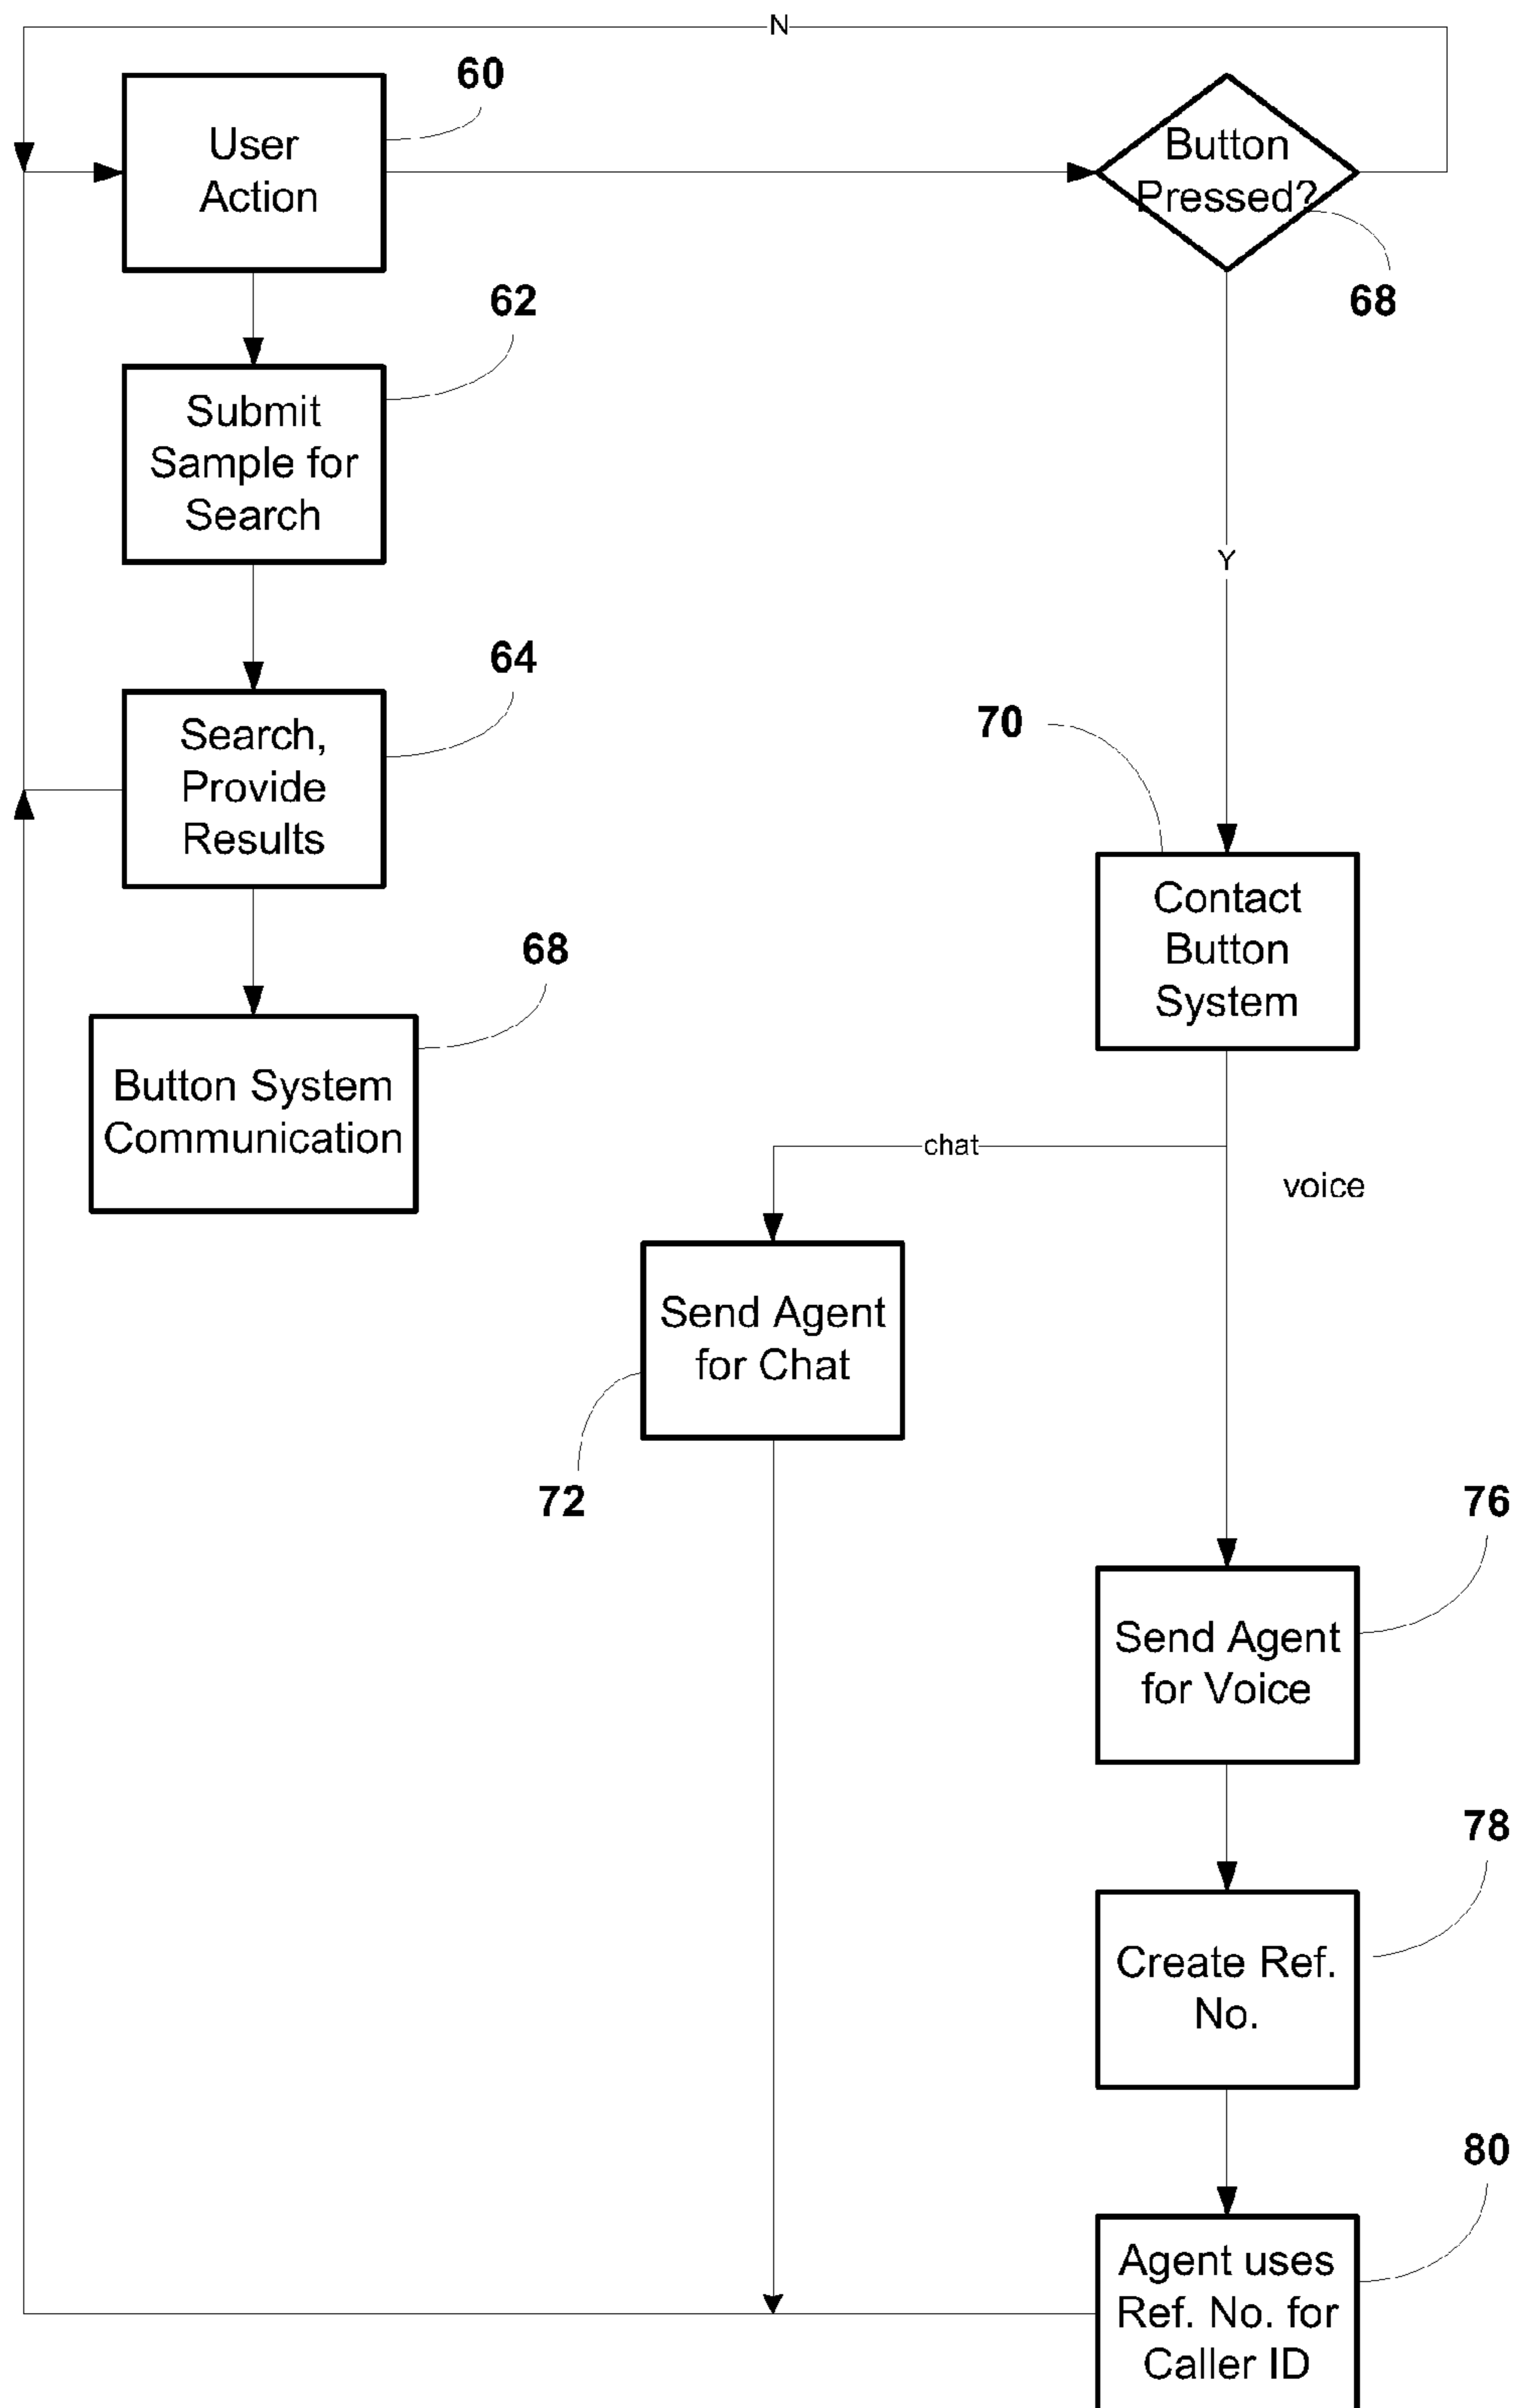 N
60
User
Action
Button
Pressed?
62
68
Submit
Sample for
Search
Y
64
Search,
Provide
Results
70
Contact
Button
System
68
Button System
Communication
chat
voice
Send Agent
for Chat
72
76
Send Agent
for Voice
78
Create Ref.
No.
80
Agent uses
Ref. No. for
Caller ID